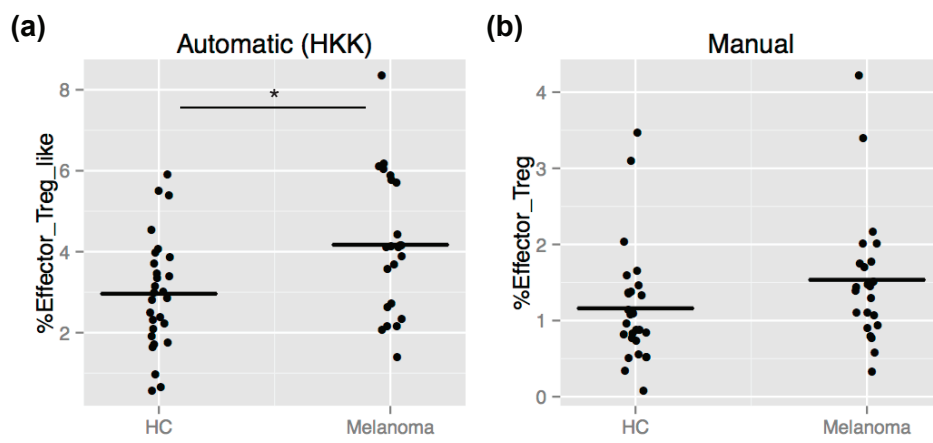 (a)
Automatic (HKK)
%Effector_Treg_like
8
6
4
2
*
HC
Melanoma
(b)
Manual
%Effector_Treg
4
3
2
1
0
HC
Melanoma